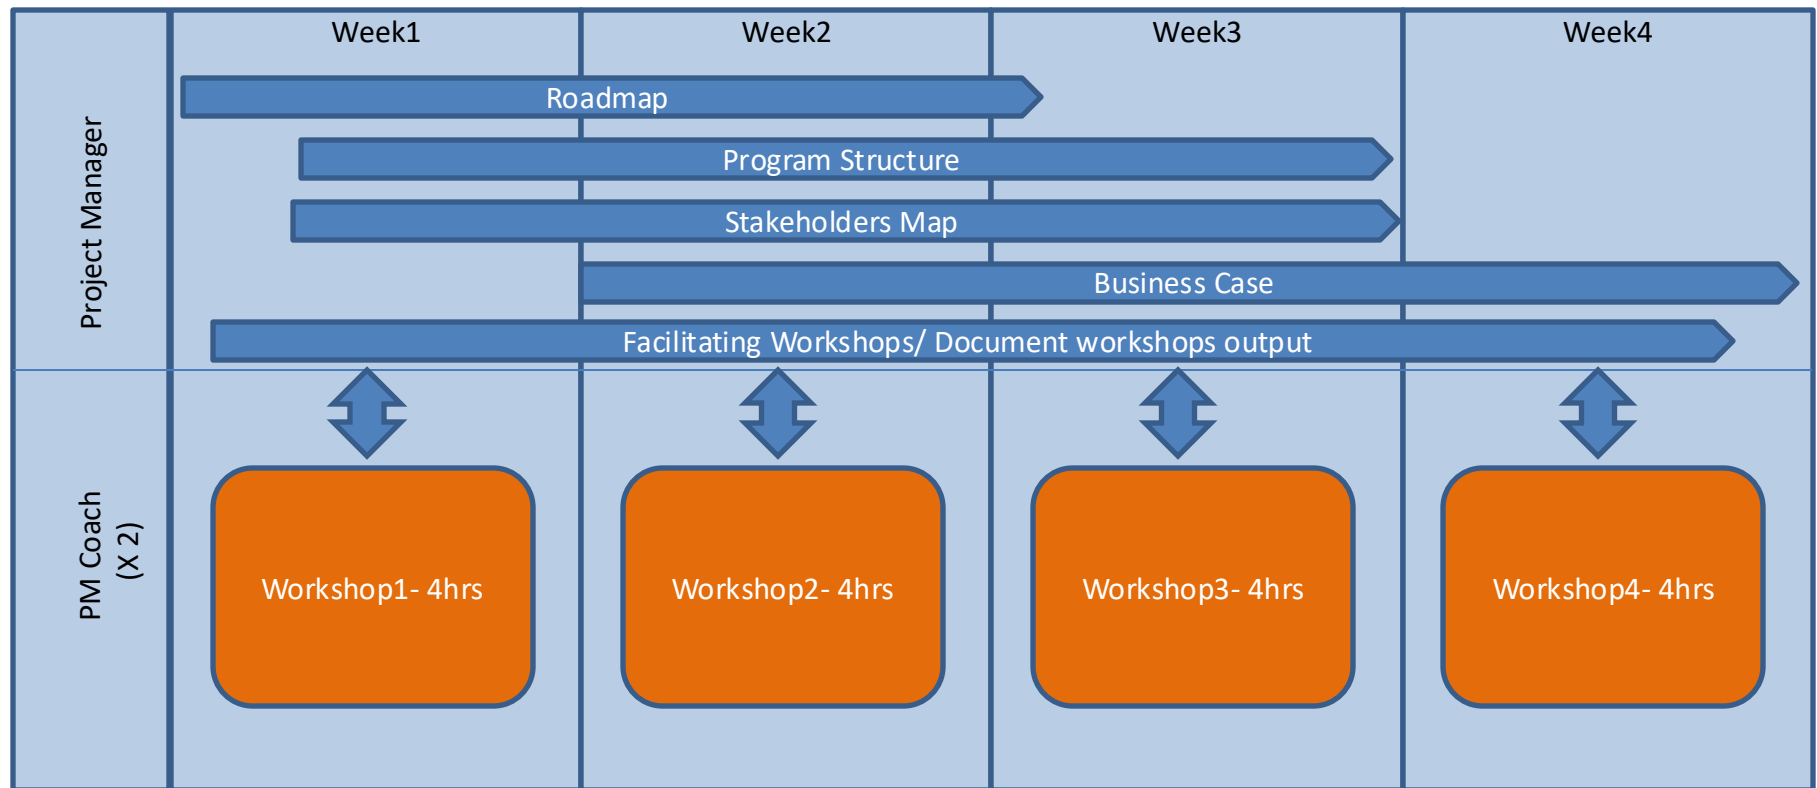 Week1
Week2
Week3
Week4
Project Manager
Roadmap
Program Structure
Stakeholders Map
Business Case
Facilitating Workshops/ Document workshops output
PM Coach
(X 2)
Workshop1- 4hrs
Workshop2- 4hrs
Workshop3- 4hrs
Workshop4- 4hrs